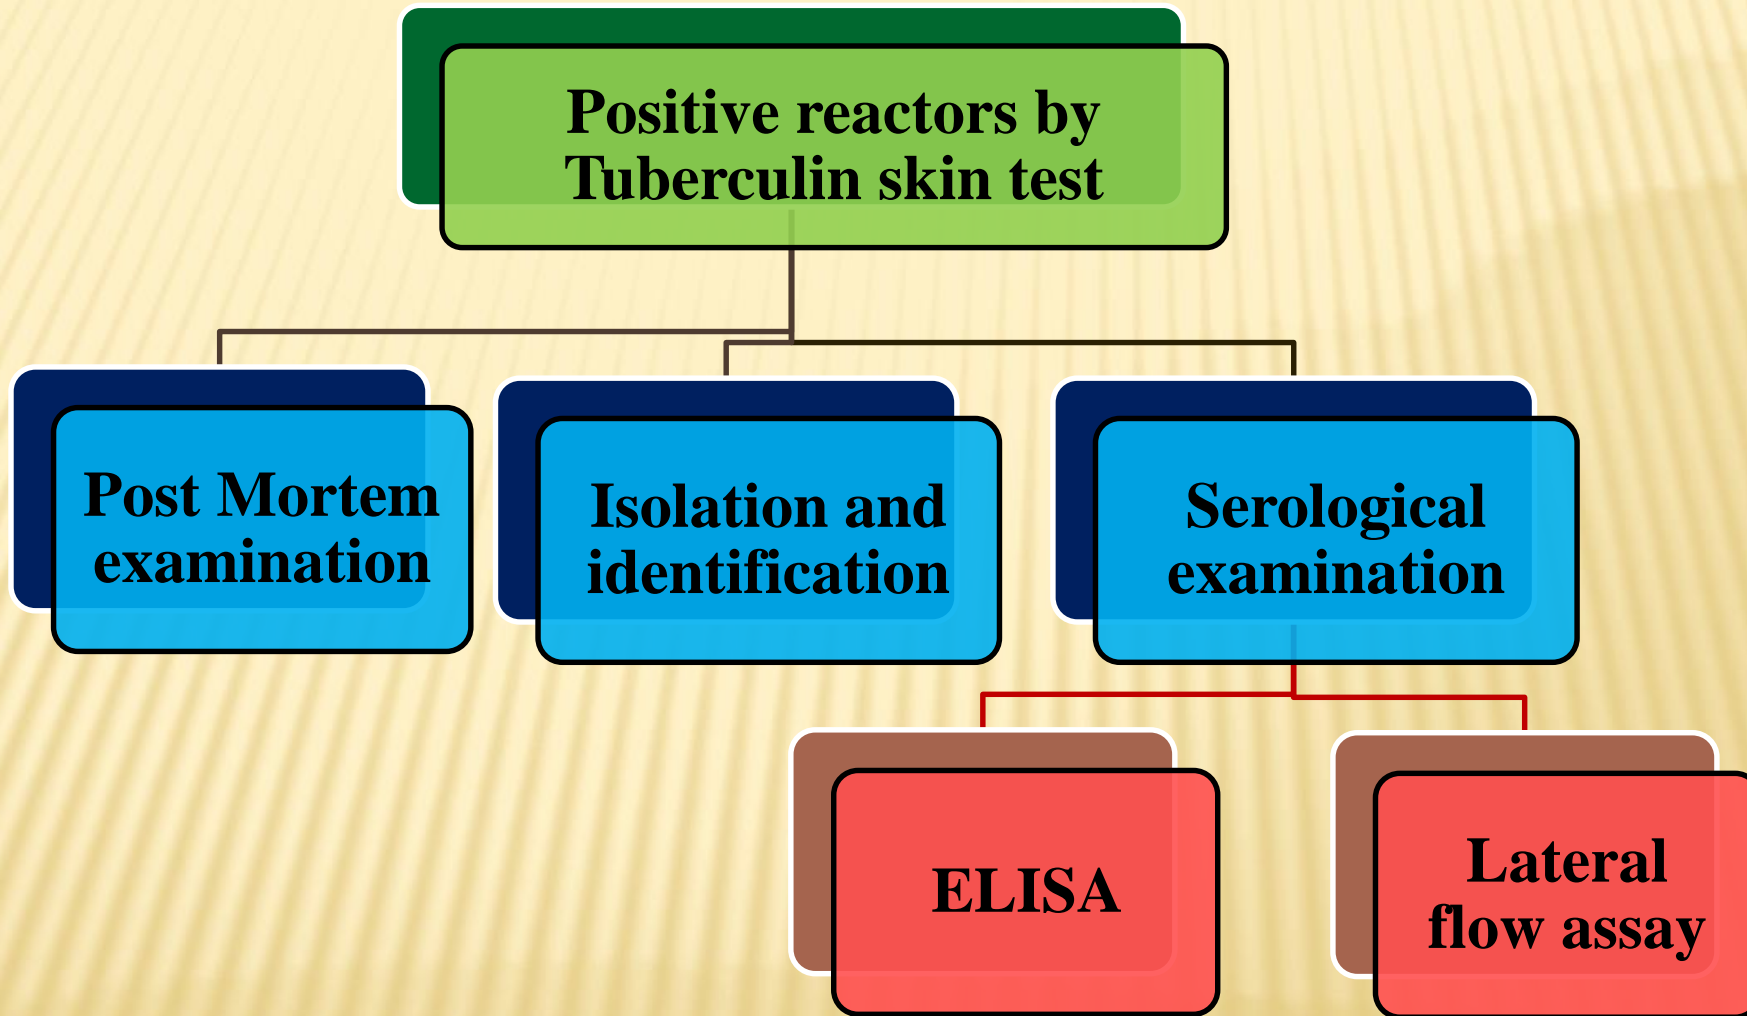 Positive reactors by
Tuberculin skin test
Post Mortem
examination
Isolation and
identification
Serological
examination
ELISA
Lateral
flow assay